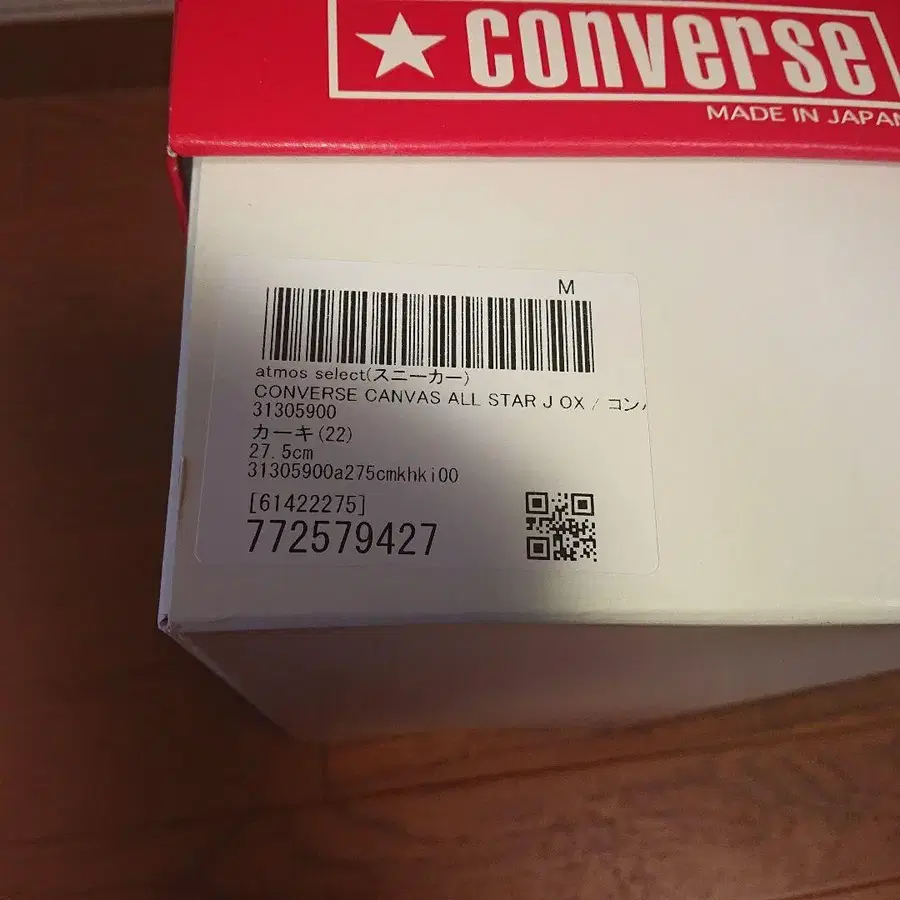 converse
MADE IN JAPAN
M
atmos select(スニーカー)
CONVERSE CANVAS ALL STAR J OX / コン
31305900
カーキ(22)
27.5cm
31305900a275cmkhki00
[61422275]
772579427